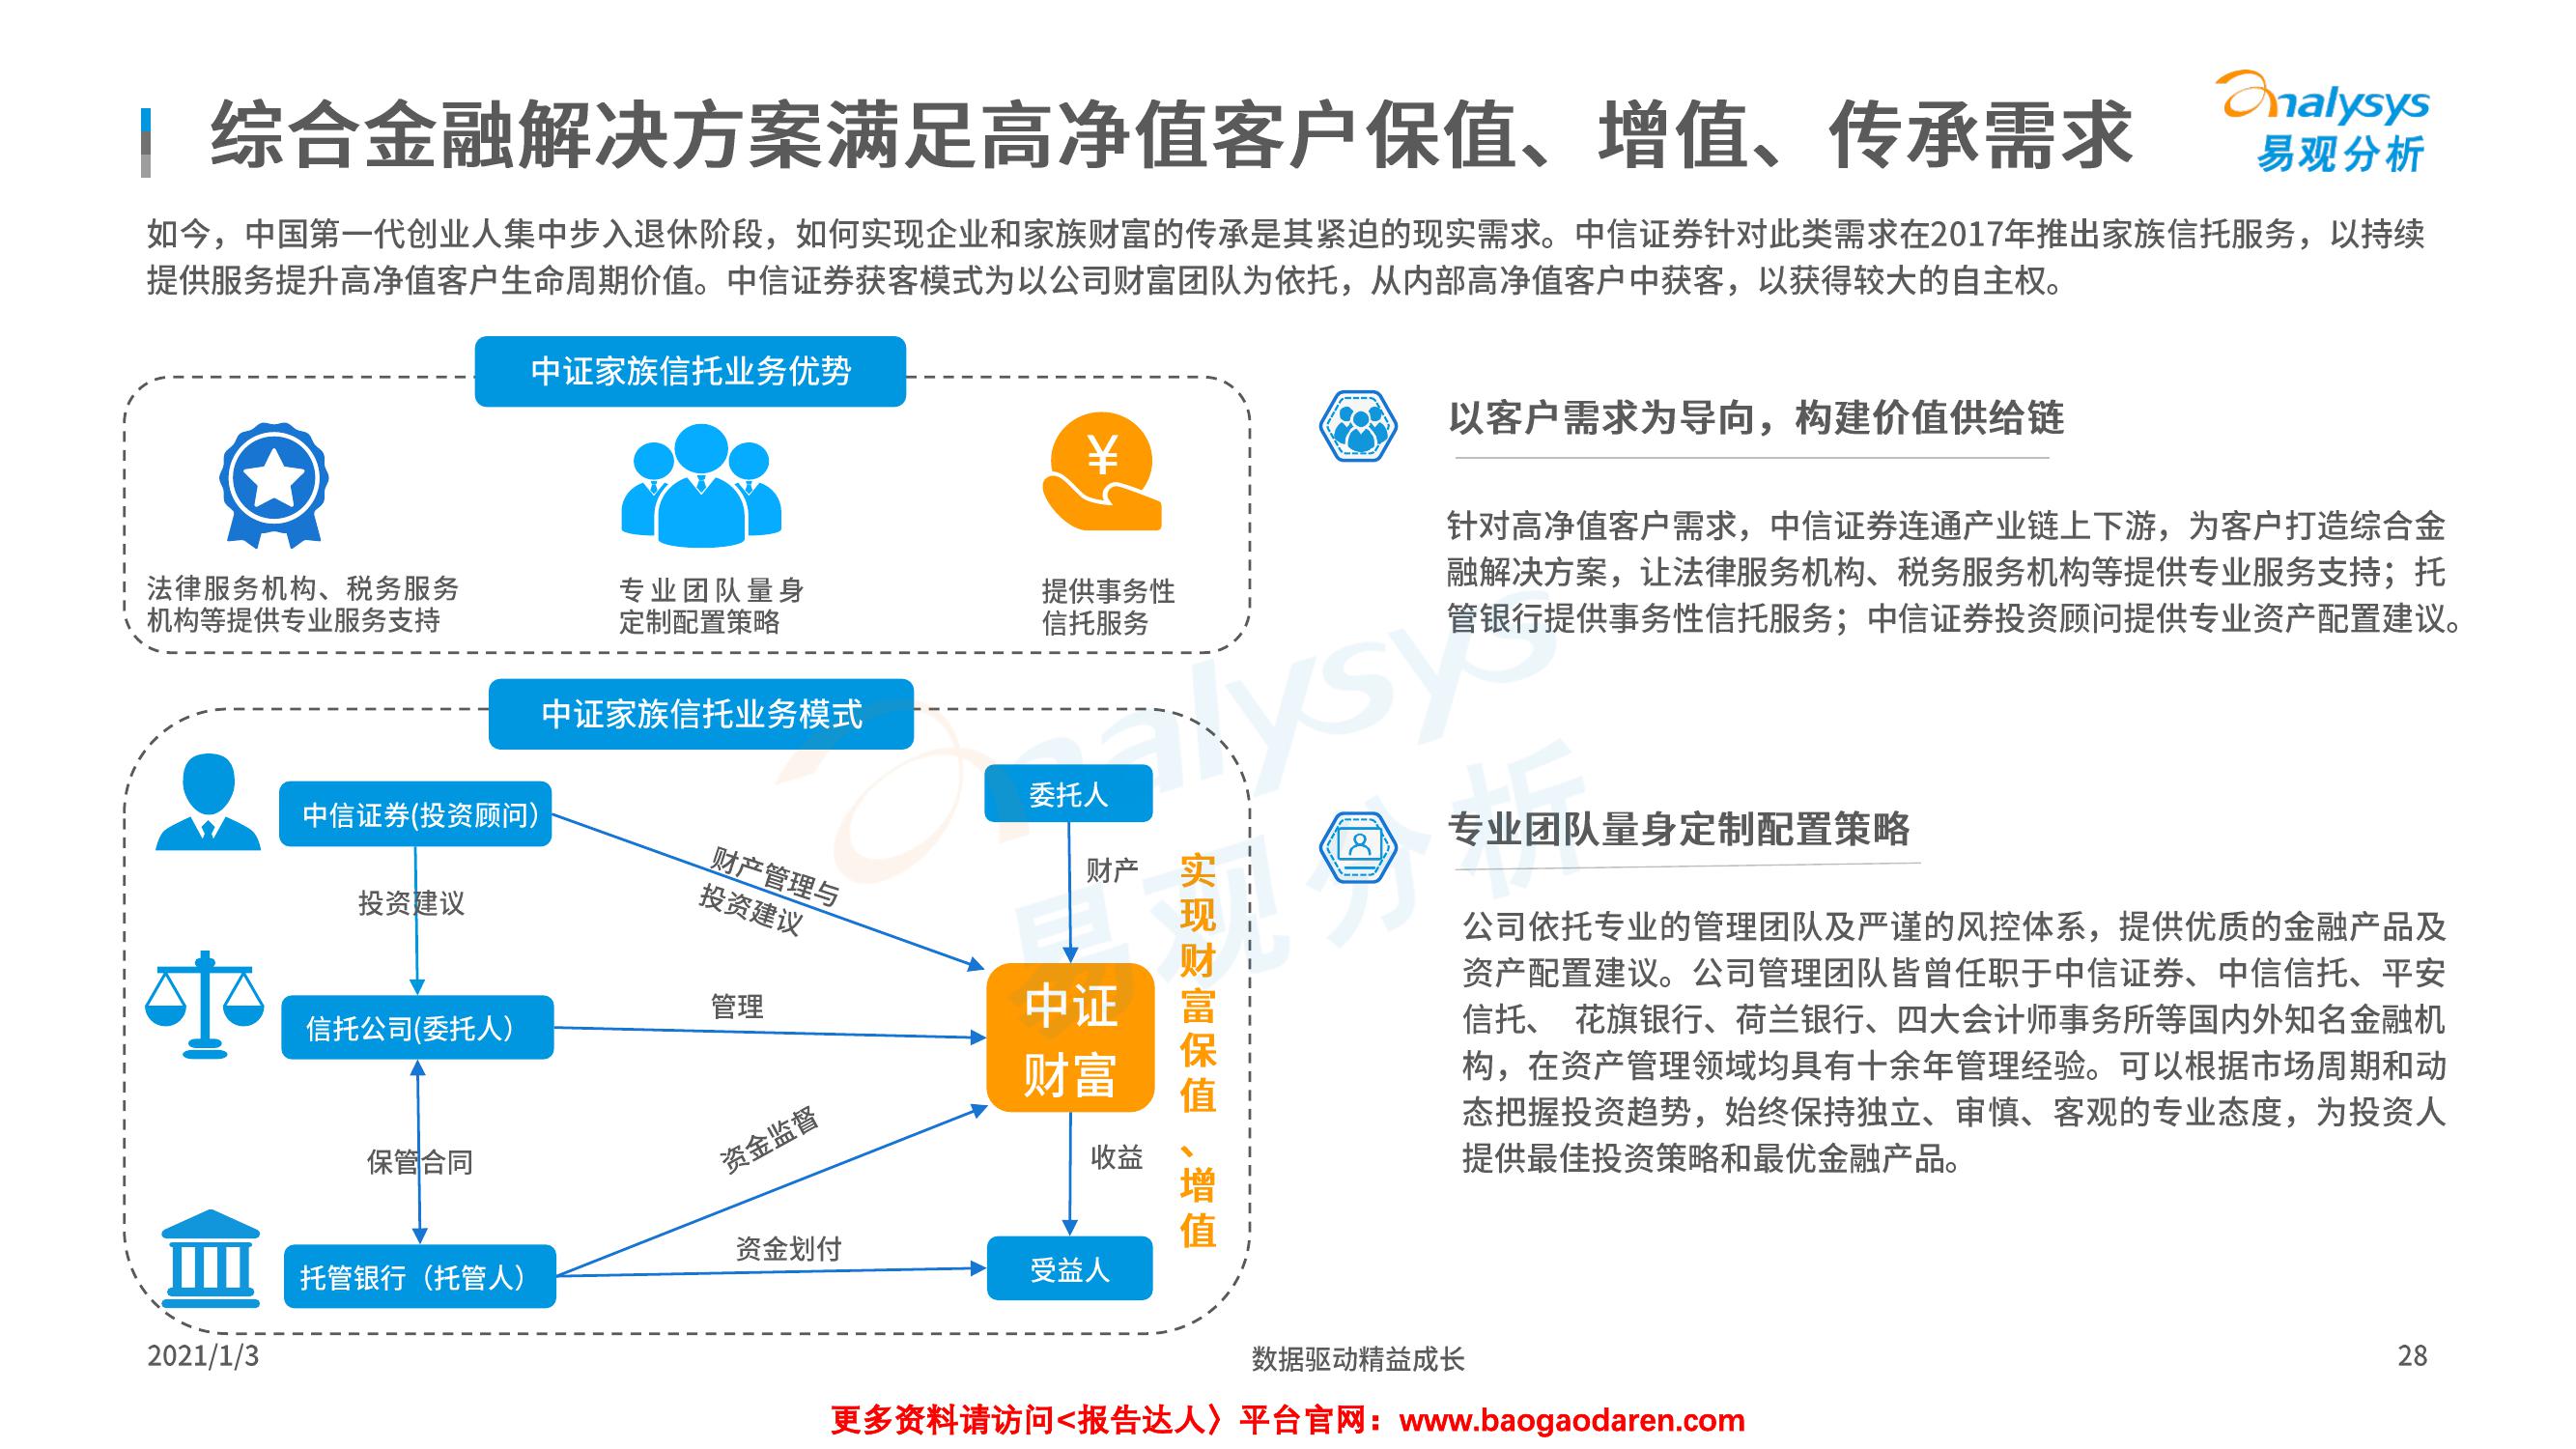 综合金融解决方案满足高净值客户保值、增值、传承需求
analysys
易观分析
如今，中国第一代创业人集中步入退休阶段，如何实现企业和家族财富的传承是其紧迫的现实需求。中信证券针对此类需求在2017年推出家族信托服务，以持续
提供服务提升高净值客户生命周期价值。中信证券获客模式为以公司财富团队为依托，从内部高净值客户中获客，以获得较大的自主权。
中证家族信托业务优势
¥
法律服务机构、税务服务
机构等提供专业服务支持
专业团队量身
定制配置策略
提供事务性
信托服务
中证家族信托业务模式
中信证券(投资顾问）
投资建议
信托公司(委托人）
保管合同
托管银行（托管人）
财产管理与
投资建议
管理
资金监督
资金划付
委托人
财产
中证
财富
收益
受益人
实现财富保值、增值
以客户需求为导向，构建价值供给链
针对高净值客户需求，中信证券连通产业链上下游，为客户打造综合金
融解决方案，让法律服务机构、税务服务机构等提供专业服务支持；托
管银行提供事务性信托服务；中信证券投资顾问提供专业资产配置建议。
专业团队量身定制配置策略
公司依托专业的管理团队及严谨的风控体系，提供优质的金融产品及
资产配置建议。公司管理团队皆曾任职于中信证券、中信信托、平安
信托、 花旗银行、荷兰银行、四大会计师事务所等国内外知名金融机
构，在资产管理领域均具有十余年管理经验。可以根据市场周期和动
态把握投资趋势，始终保持独立、审慎、客观的专业态度，为投资人
提供最佳投资策略和最优金融产品。
analysys
易观分析
2021/1/3
数据驱动精益成长
28
更多资料请访问<报告达人〉平台官网：www.baogaodaren.com